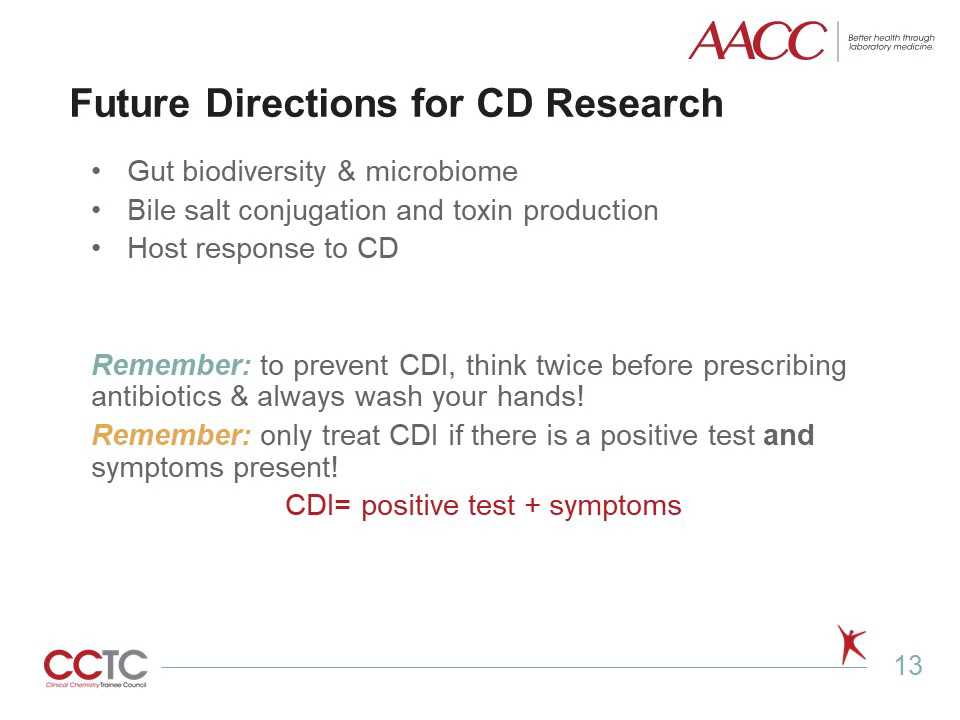 AACC
Better health through
laboratory medicine.
Future Directions for CD Research
• Gut biodiversity & microbiome
• Bile salt conjugation and toxin production
• Host response to CD
Remember: to prevent CDI, think twice before prescribing
antibiotics & always wash your hands!
Remember: only treat CDI if there is a positive test and
symptoms present!
CDI= positive test + symptoms
CCTC
Clinical Chemistry Trainee Council
13